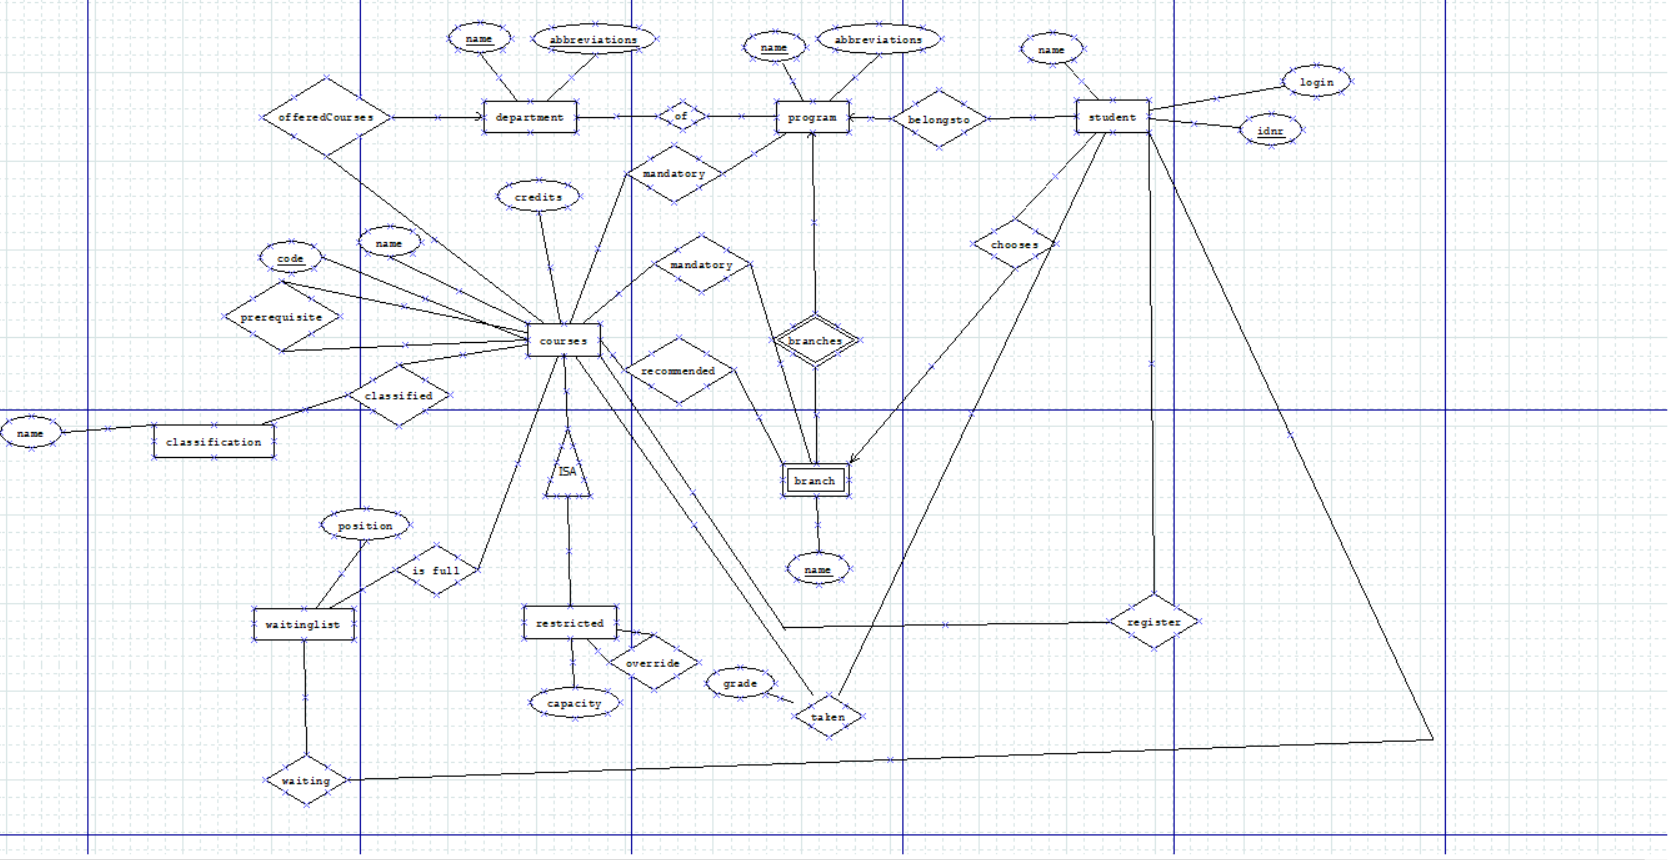 name
abbreviations
name
abbreviations
name
login
offeredCourses
department
of
program
belongsto
student
idnr
mandatory
credits
name
code
chooses
mandatory
prerequisite
courses
branches
recommended
classified
name
classification
ISA
branch
position
is full
name
waitinglist
restricted
register
override
grade
capacity
taken
waiting